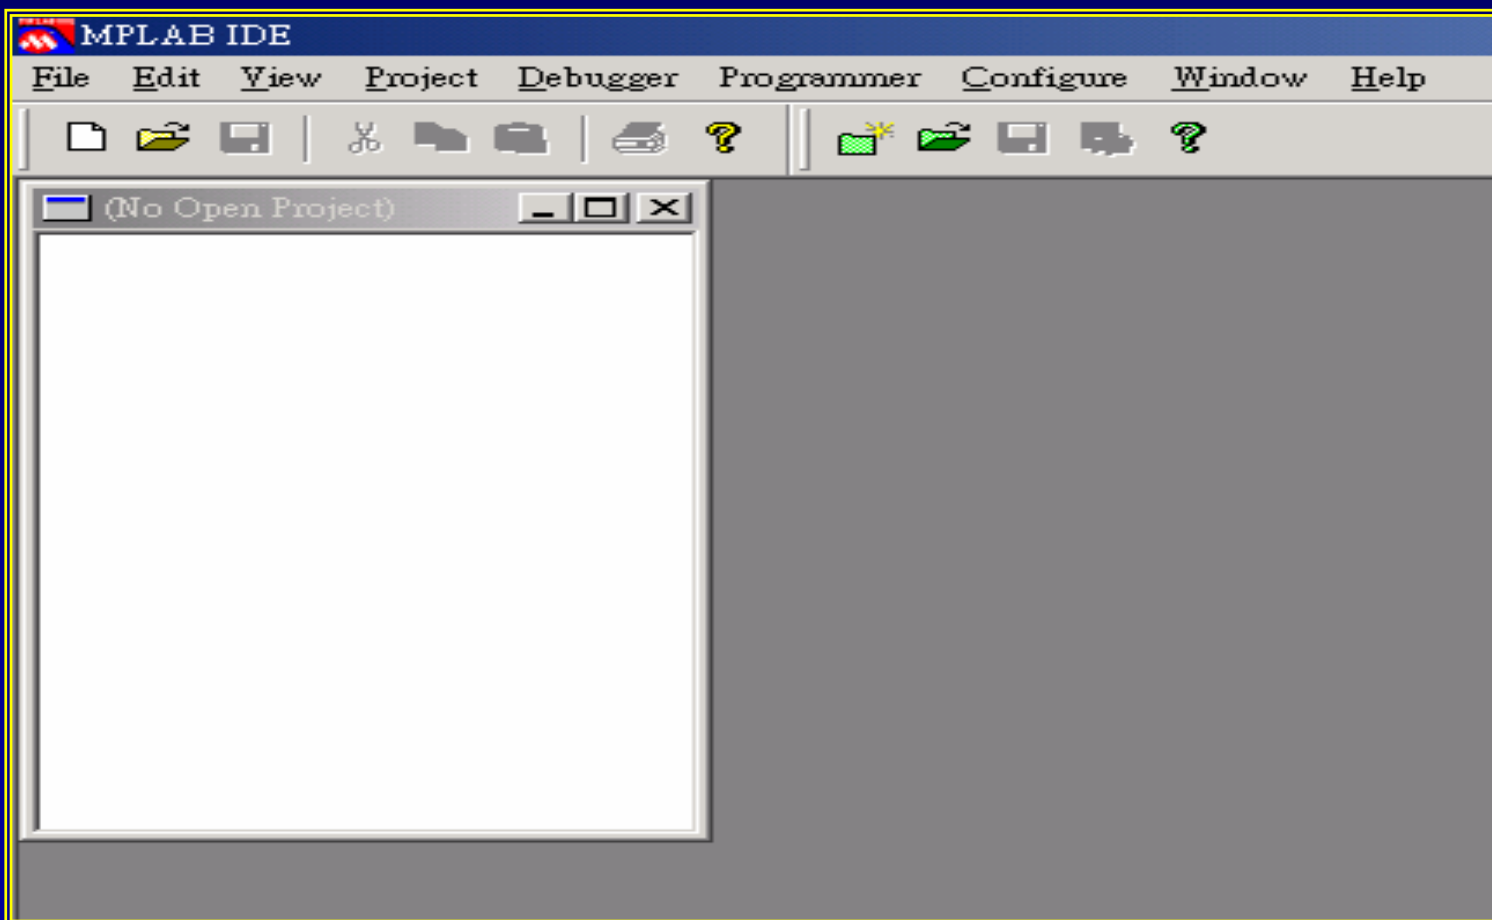 MPLAB IDE
File Edit View Project Debugger Programmer Configure Window Help
(No Open Project)